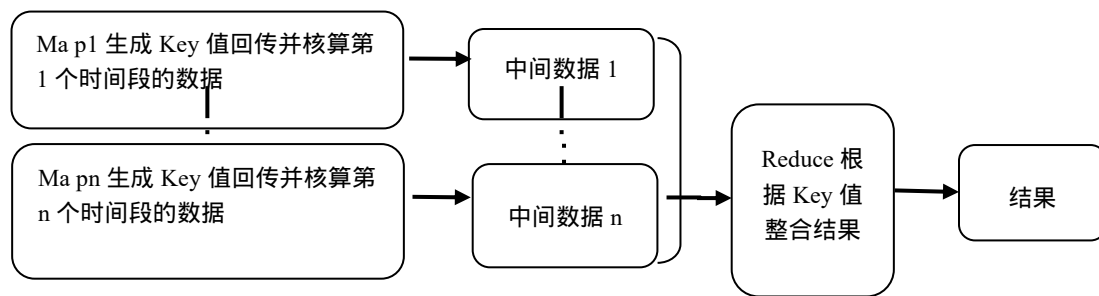 Ma p1 生成 Key 值回传并核算第
1 个时间段的数据
中间数据 1
Ma pn 生成 Key 值回传并核算第
n 个时间段的数据
中间数据 n
Reduce 根
据 Key 值
整合结果
结果